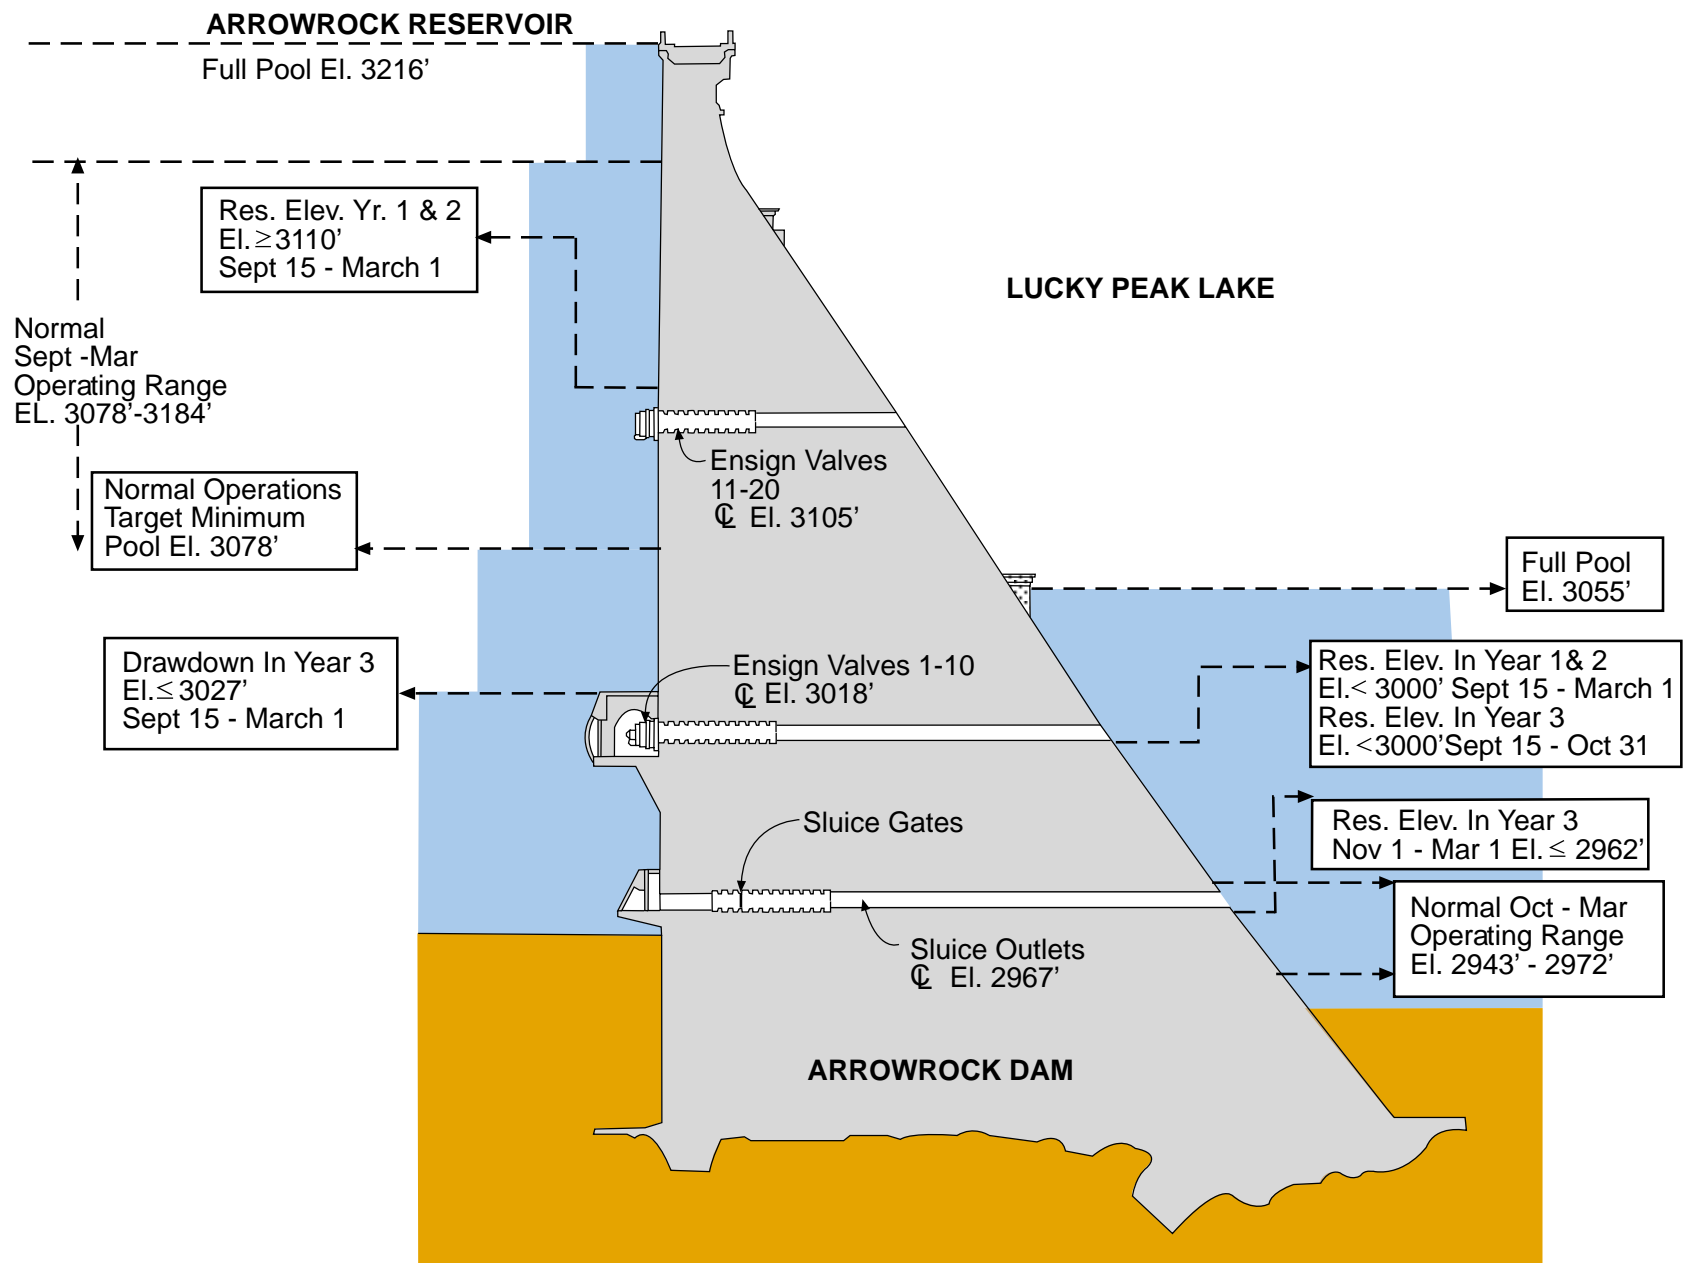 ARROWROCK RESERVOIR
Full Pool El. 3216’
Res. Elev. Yr. 1 & 2
El.≥3110’
Sept 15 - March 1
LUCKY PEAK LAKE
Normal
Sept -Mar
Operating Range
EL. 3078’-3184’
Ensign Valves
11-20
℄ El. 3105’
Normal Operations
Target Minimum
Pool El. 3078’
Full Pool
El. 3055’
Drawdown In Year 3
El.≤3027’
Sept 15 - March 1
Ensign Valves 1-10
℄ El. 3018’
Res. Elev. In Year 1& 2
El.< 3000’ Sept 15 - March 1
Res. Elev. In Year 3
El.<3000’Sept 15 - Oct 31
Sluice Gates
Res. Elev. In Year 3
Nov 1 - Mar 1 El.≤ 2962’
Normal Oct - Mar
Operating Range
El. 2943’ - 2972’
Sluice Outlets
℄ El. 2967’
ARROWROCK DAM